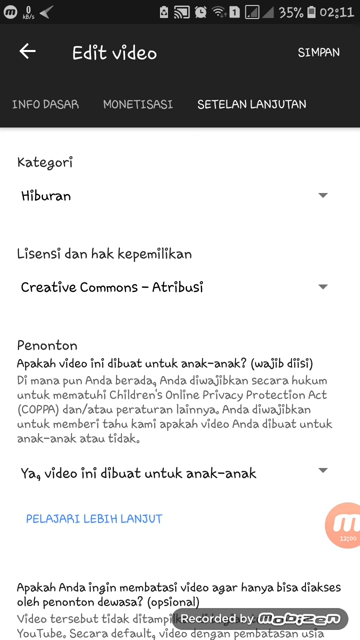 0
KB/s
1
35%
02:11
Edit video
SIMPAN
INFO DASAR
MONETISASI
SETELAN LANJUTAN
Kategori
Hiburan
Lisensi dan hak kepemilikan
Creative Commons – Atribusi
Penonton
Apakah video ini dibuat untuk anak-anak? (wajib diisi)
Di mana pun Anda berada, Anda diwajibkan secara hukum
untuk mematuhi Children's Online Privacy Protection Act
(COPPA) dan/atau peraturan lainnya. Anda diwajibkan
untuk memberi tahu kami apakah video Anda dibuat untuk
anak-anak atau tidak.
Ya, video ini dibuat untuk anak-anak
PELAJARI LEBIH LANJUT
Apakah Anda ingin membatasi video agar hanya bisa diakses
oleh penonton dewasa? (opsional)
Video tersebut tidak ditampil
Recorded by MOBIZEN
YouTube. Secara default, video dengan pembatasan usia